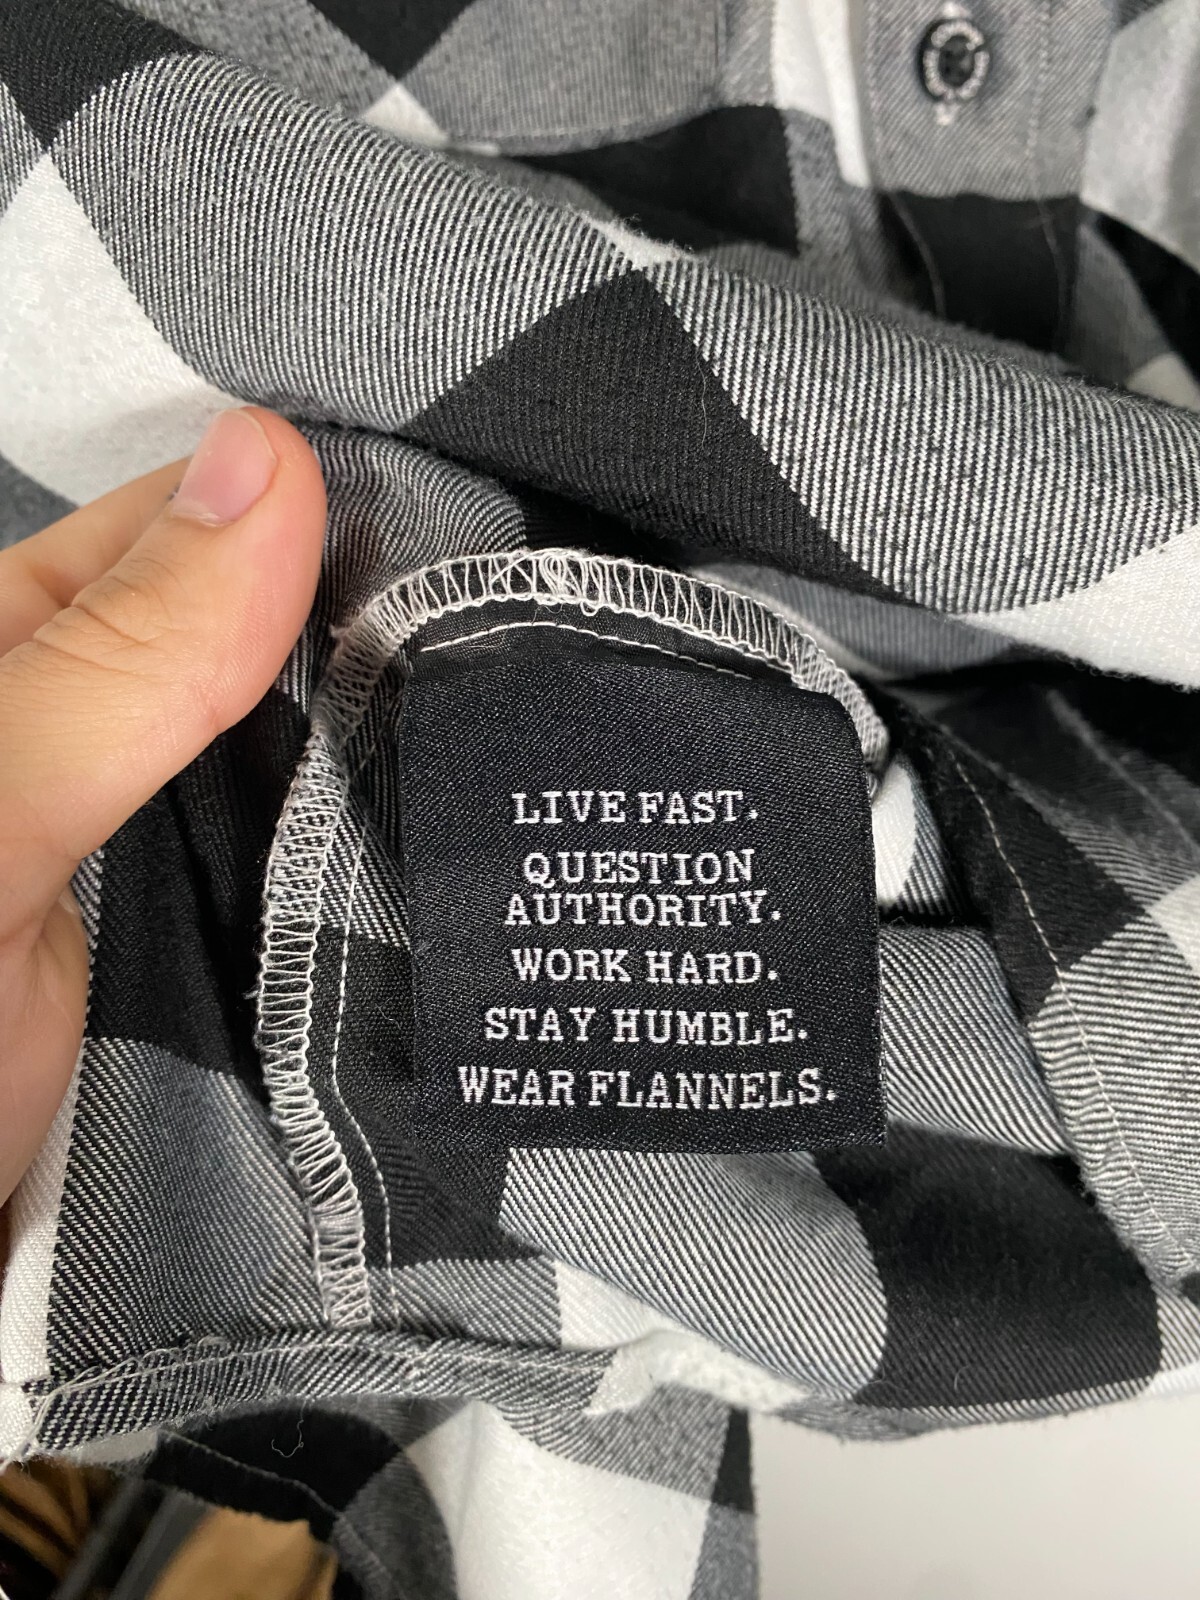 LIVE FAST.
QUESTION
AUTHORITY.
WORK HARD.
STAY HUMBLE.
WEAR FLANNELS.